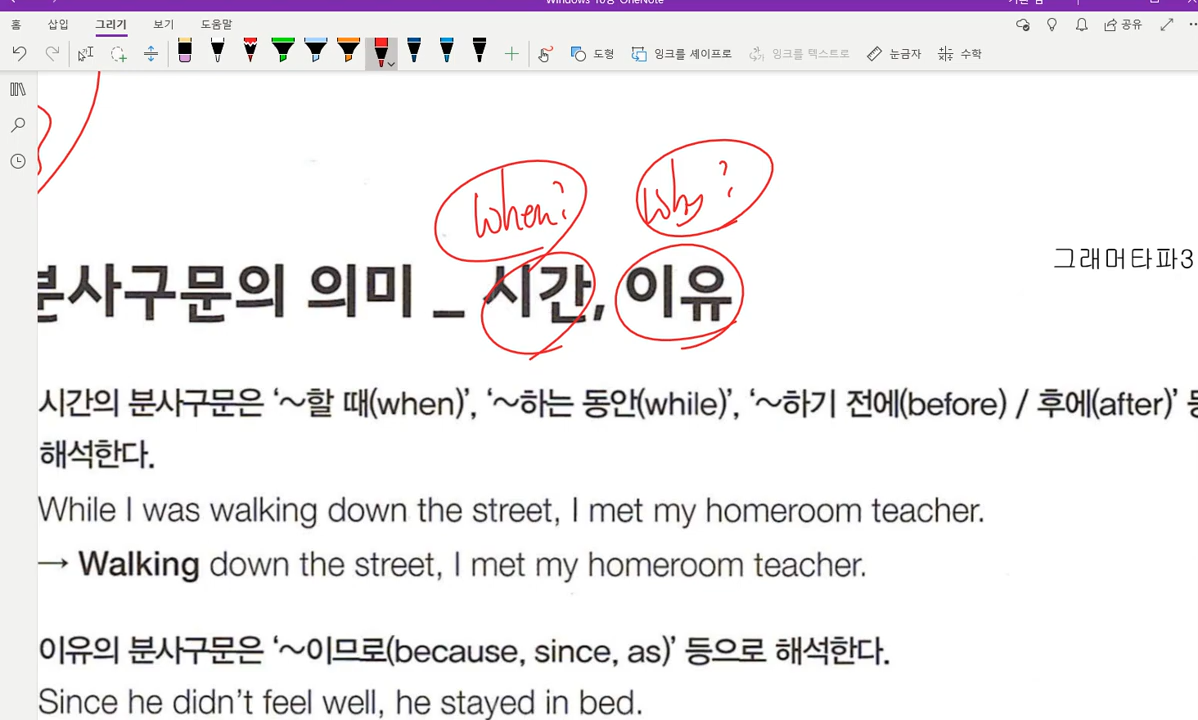 Windows 10용 OneNote
홈 삽입 그리기 보기 도움말
공유
도형 잉크를 셰이프로 잉크를 텍스트로 눈금자 수학
When? Why?
그래머타파3
분사구문의 의미 _ 시간, 이유
시간의 분사구문은 ‘~할 때(when)’, ‘~하는 동안(while)’, ‘~하기 전에(before) / 후에(after)’
해석한다.
While I was walking down the street, I met my homeroom teacher.
→ Walking down the street, I met my homeroom teacher.
이유의 분사구문은 ‘~이므로(because, since, as)’ 등으로 해석한다.
Since he didn’t feel well, he stayed in bed.